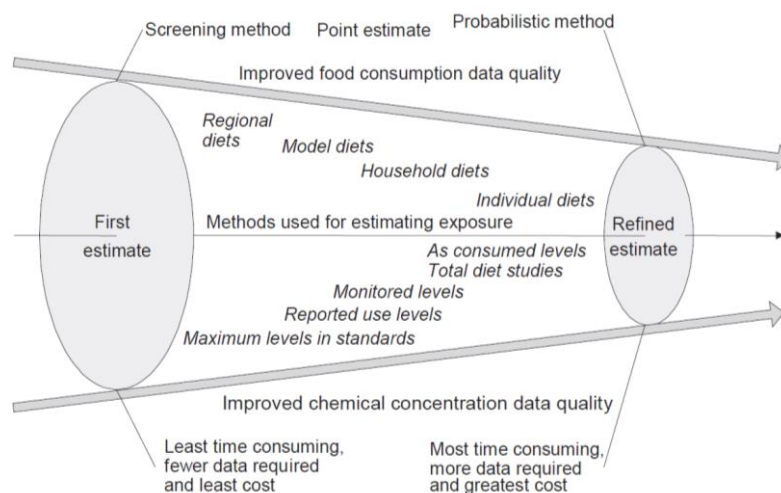 Screening method
Point estimate
Probabilistic method
Improved food consumption data quality
Regional
diets
Model diets
Household diets
Individual diets
First
estimate
Methods used for estimating exposure
Refined
estimate
As consumed levels
Total diet studies
Monitored levels
Reported use levels
Maximum levels in standards
Improved chemical concentration data quality
Least time consuming,
fewer data required
and least cost
Most time consuming,
more data required
and greatest cost